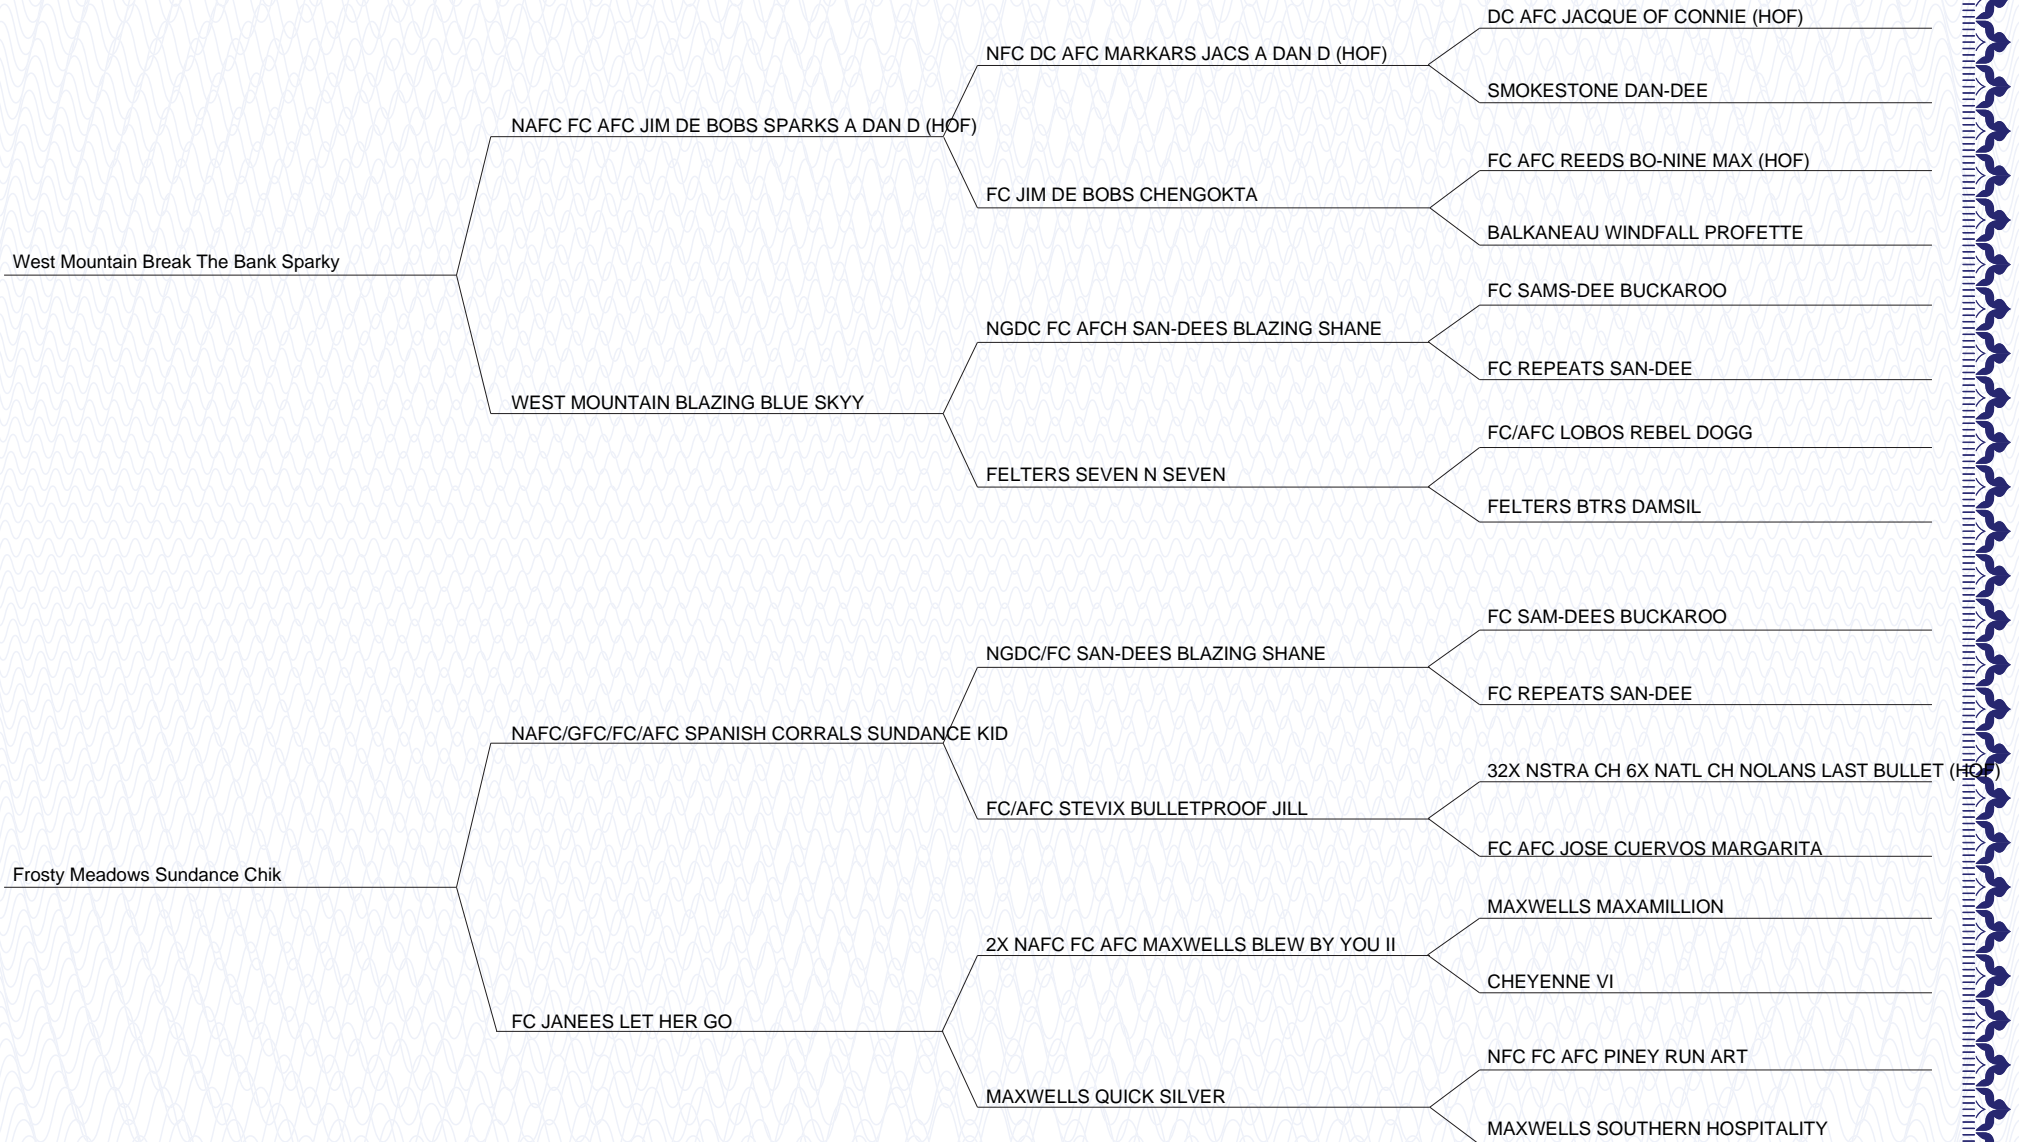 DC AFC JACQUE OF CONNIE (HOF)
NFC DC AFC MARKARS JACS A DAN D (HOF)
SMOKESTONE DAN-DEE
NAFC FC AFC JIM DE BOBS SPARKS A DAN D (HOF)
FC AFC REEDS BO-NINE MAX (HOF)
FC JIM DE BOBS CHENGOKTA
BALKANEAU WINDFALL PROFETTE
West Mountain Break The Bank Sparky
FC SAMS-DEE BUCKAROO
NGDC FC AFCH SAN-DEES BLAZING SHANE
FC REPEATS SAN-DEE
WEST MOUNTAIN BLAZING BLUE SKYY
FC/AFC LOBOS REBEL DOGG
FELTERS SEVEN N SEVEN
FELTERS BTRS DAMSIL
FC SAM-DEES BUCKAROO
NGDC/FC SAN-DEES BLAZING SHANE
FC REPEATS SAN-DEE
NAFC/GFC/FC/AFC SPANISH CORRALS SUNDANCE KID
32X NSTRA CH 6X NATL CH NOLANS LAST BULLET (HOF)
FC/AFC STEVIX BULLETPROOF JILL
FC AFC JOSE CUERVOS MARGARITA
Frosty Meadows Sundance Chik
MAXWELLS MAXAMILLION
2X NAFC FC AFC MAXWELLS BLEW BY YOU II
CHEYENNE VI
FC JANEES LET HER GO
NFC FC AFC PINEY RUN ART
MAXWELLS QUICK SILVER
MAXWELLS SOUTHERN HOSPITALITY